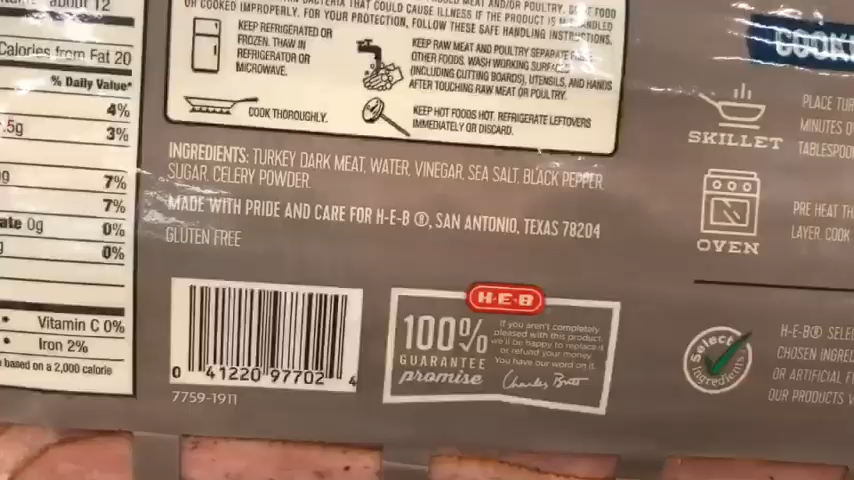 about 12
Calories from Fat 20
% Daily Value*
4%
.5g 3%
7%
7%
ate 0g 0%
0%
• Vitamin C 0%
• Iron 2%
based on a 2,000 calorie
BACTERIA THAT COULD CAUSE ILLNESS IF THE PRODUCT IS
OR COOKED IMPROPERLY. FOR YOUR PROTECTION, FOLLOW THESE SAFE HANDLING INSTRUCTIONS.
KEEP REFRIGERATED OR
FROZEN. THAW IN
REFRIGERATOR OR
MICROWAVE.
KEEP RAW MEAT AND POULTRY SEPARATE FROM
OTHER FOODS. WASH WORKING SURFACES
(INCLUDING CUTTING BOARDS), UTENSILS, AND HANDS
AFTER TOUCHING RAW MEAT OR POULTRY.
COOK THOROUGHLY.
KEEP HOT FOODS HOT. REFRIGERATE LEFTOVERS
IMMEDIATELY OR DISCARD.
INGREDIENTS: TURKEY DARK MEAT, WATER, VINEGAR, SEA SALT, BLACK PEPPER,
SUGAR, CELERY POWDER.
MADE WITH PRIDE AND CARE FOR H-E-B ®, SAN ANTONIO, TEXAS 78204
GLUTEN FREE
0 41220 97702 4
7759-1911
H-E-B
100%
GUARANTEE
promise
If you aren't completely
pleased with this product,
we'll be happy to replace it
or refund your money.
You have our word on it.
Charles Butt
COOKI
SKILLET
PLACE TUR
MINUTES O
TABLESPOO
OVEN
PRE HEAT TH
LAYER. COOK
Select
Ingredients
H-E-B® SELE
CHOSEN INGRED
OR ARTIFICIAL F
OUR PRODUCTS